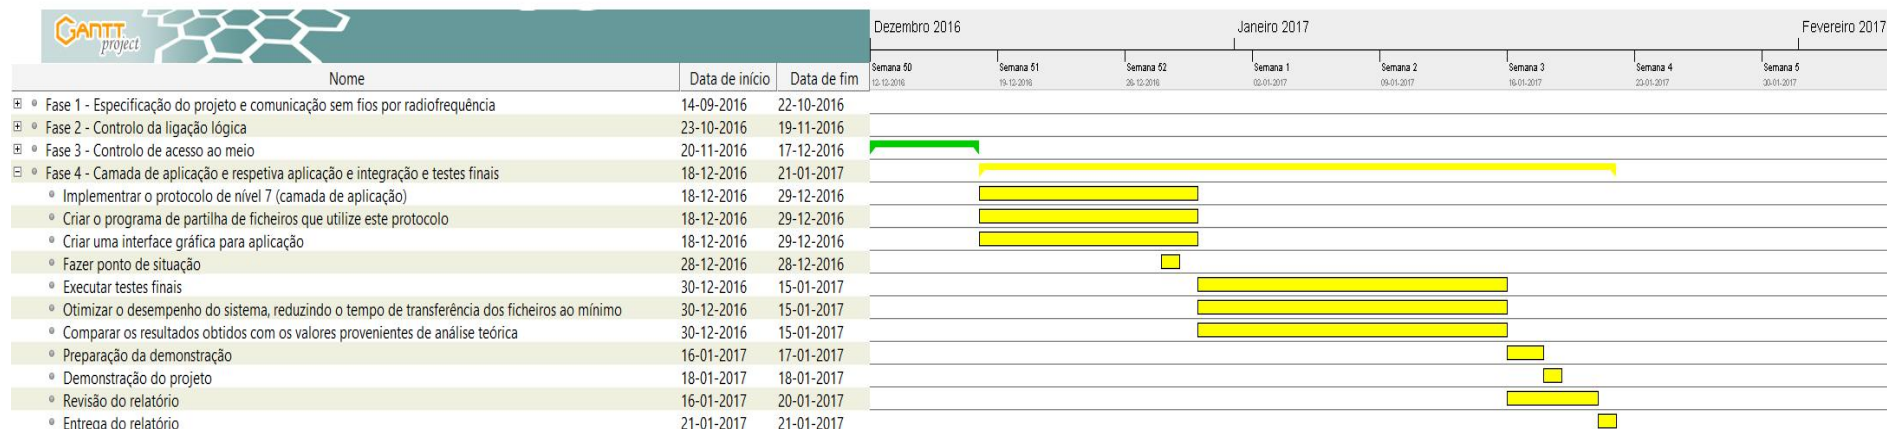 GANTT project
Dezembro 2016 Janeiro 2017 Fevereiro 2017
Nome Data de início Data de fim
Semana 50 Semana 51 Semana 52 Semana 1 Semana 2 Semana 3 Semana 4 Semana 5
12-12-2016 19-12-2016 26-12-2016 02-01-2017 09-01-2017 16-01-2017 23-01-2017 30-01-2017
Fase 1 - Especificação do projeto e comunicação sem fios por radiofrequência 14-09-2016 22-10-2016
Fase 2 - Controlo da ligação lógica 23-10-2016 19-11-2016
Fase 3 - Controlo de acesso ao meio 20-11-2016 17-12-2016
Fase 4 - Camada de aplicação e respetiva aplicação e integração e testes finais 18-12-2016 21-01-2017
Implementrar o protocolo de nível 7 (camada de aplicação) 18-12-2016 29-12-2016
Criar o programa de partilha de ficheiros que utilize este protocolo 18-12-2016 29-12-2016
Criar uma interface gráfica para aplicação 18-12-2016 29-12-2016
Fazer ponto de situação 28-12-2016 28-12-2016
Executar testes finais 30-12-2016 15-01-2017
Otimizar o desempenho do sistema, reduzindo o tempo de transferência dos ficheiros ao mínimo 30-12-2016 15-01-2017
Comparar os resultados obtidos com os valores provenientes de análise teórica 30-12-2016 15-01-2017
Preparação da demonstração 16-01-2017 17-01-2017
Demonstração do projeto 18-01-2017 18-01-2017
Revisão do relatório 16-01-2017 20-01-2017
Entrega do relatório 21-01-2017 21-01-2017